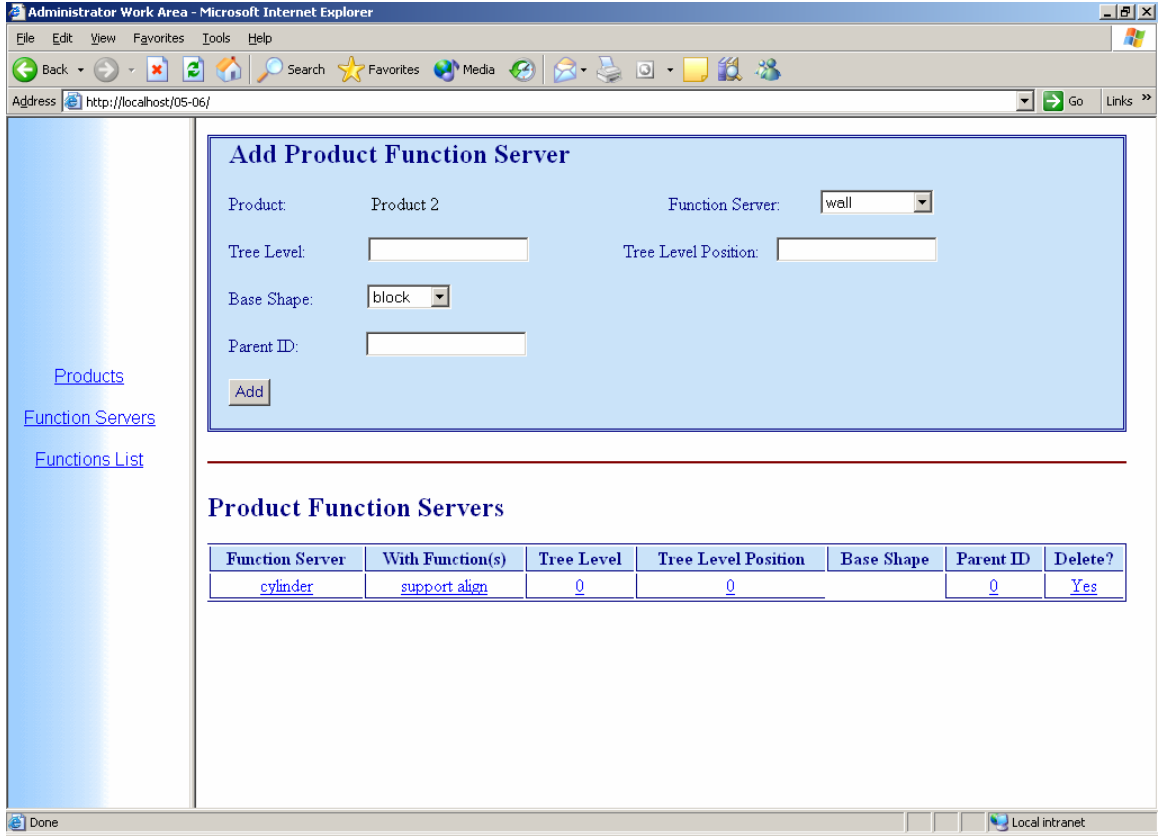 Administrator Work Area - Microsoft Internet Explorer
File Edit View Favorites Tools Help
Back Search Favorites Media
Address http://localhost/05-06/ Go Links »
Add Product Function Server
Product: Product 2 Function Server: wall
Tree Level: Tree Level Position:
Base Shape: block
Parent ID:
Add
Products
Function Servers
Functions List
Product Function Servers
Function Server With Function(s) Tree Level Tree Level Position Base Shape Parent ID Delete?
cylinder support align 0 0 0 Yes
Done Local intranet